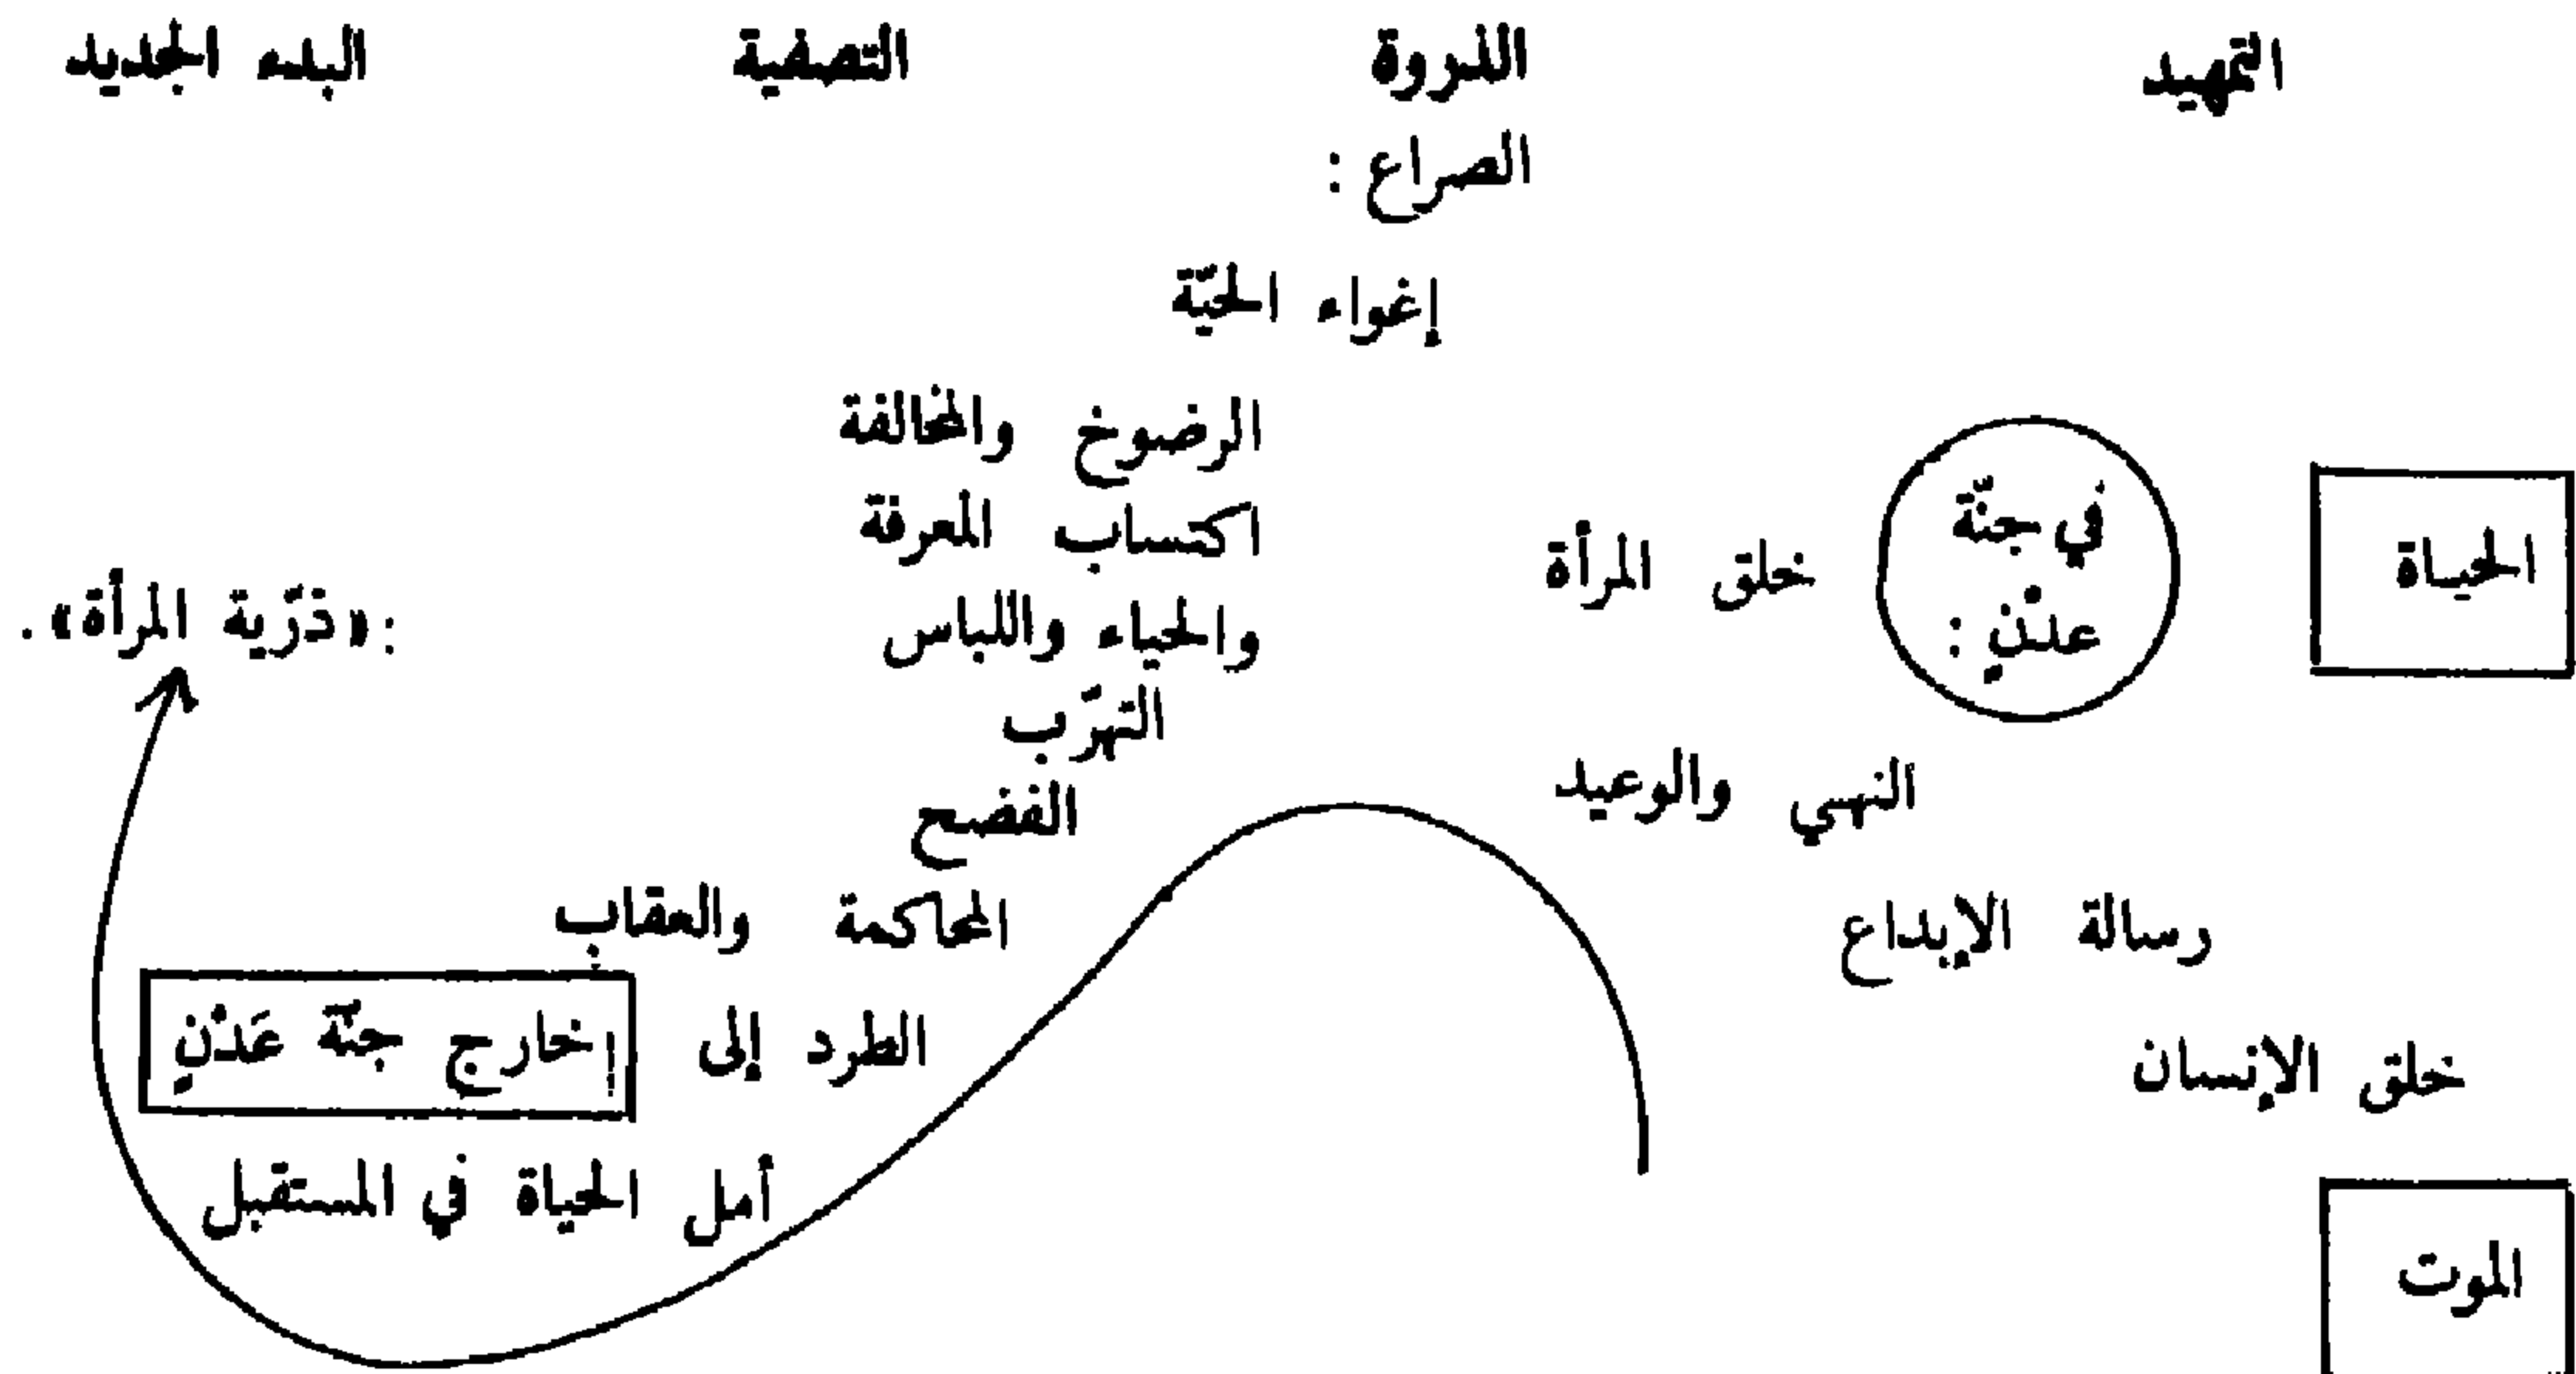 التمهيد الذروة التصفية البدء الجديد
الصراع :
إغواء الحيّة
الرضوخ والمخالفة
في جنّة
اكتساب المعرفة
الحياة
خلق المرأة
عدْنٍ :
والحياء واللباس
:«ذرّية المرأة».
التهرّب
النهي والوعيد
الفضح
رسالة الإبداع
المحاكمة والعقاب
خلق الإنسان
الطرد إلى خارج جنّة عَدْنٍ
أمل الحياة في المستقبل
الموت